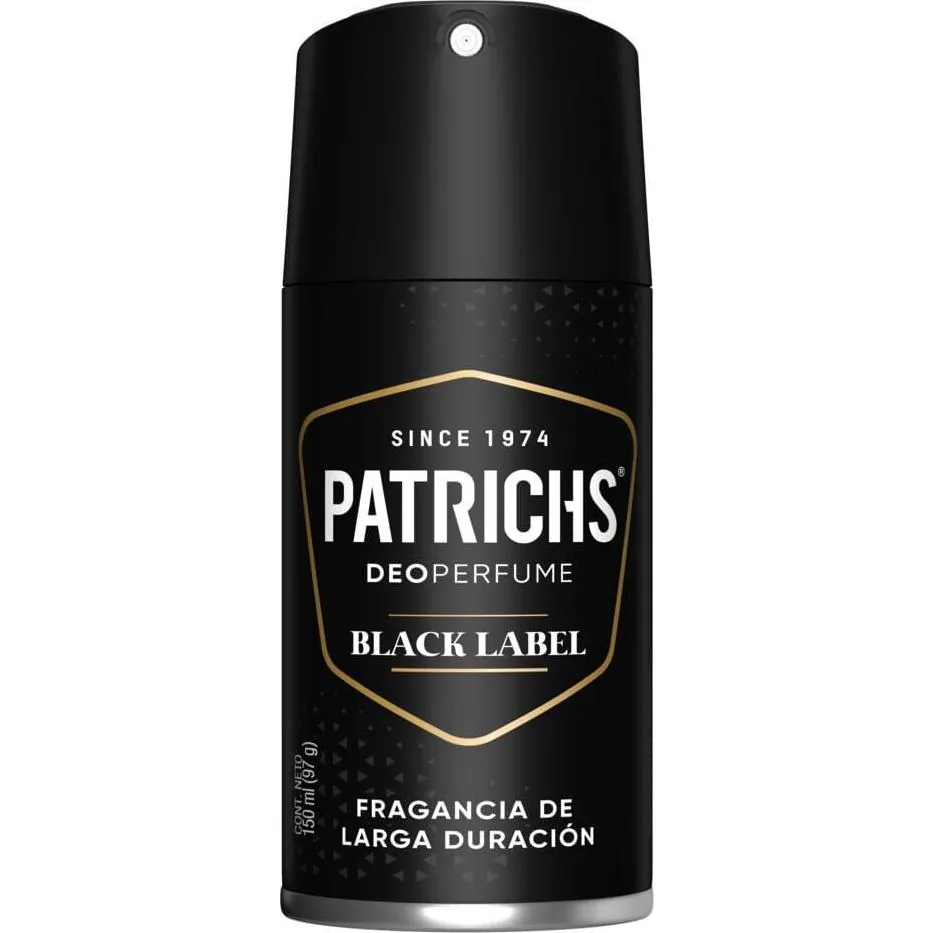 SINCE 1974
PATRICHS®
DEOPERFUME
BLACK LABEL
CONT. NETO
150 ml (97 g)
FRAGANCIA DE
LARGA DURACIÓN